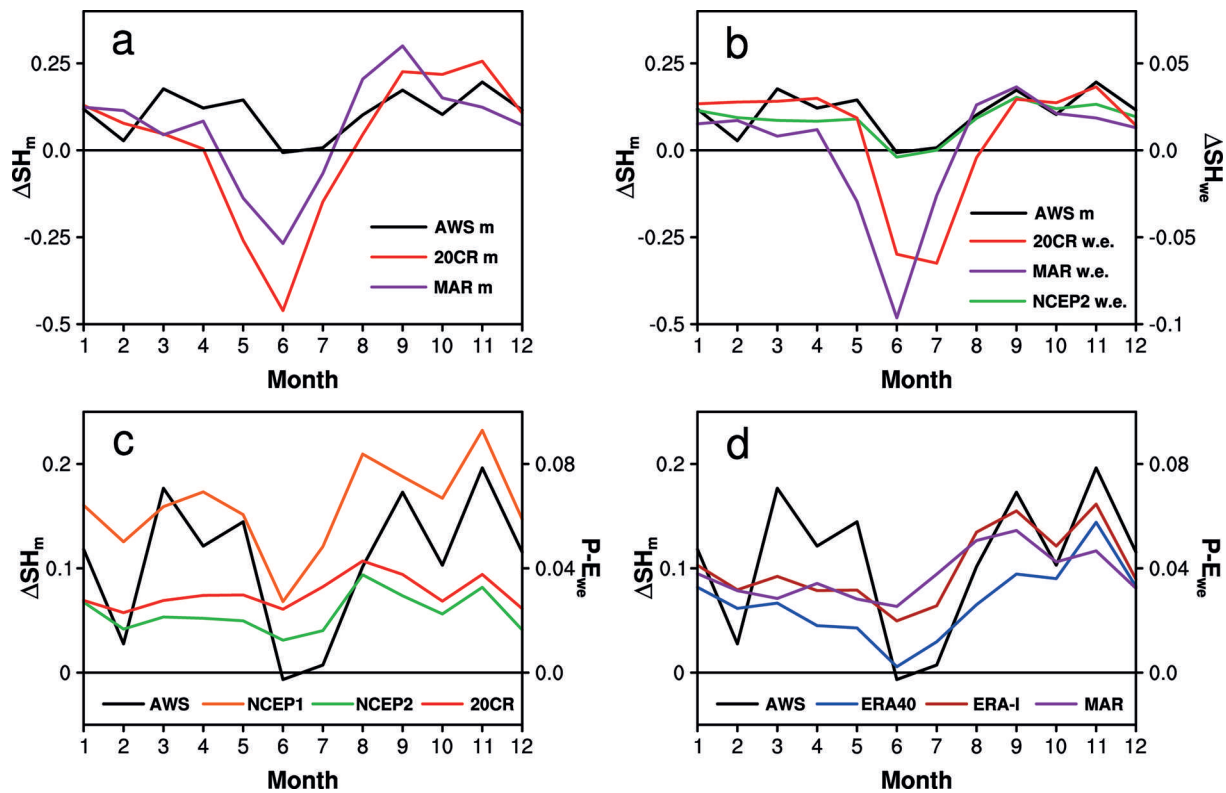 a
0.25
0.0
-0.25
-0.5
ΔSHm
AWS m
20CR m
MAR m
1 2 3 4 5 6 7 8 9 10 11 12
Month
b
0.25
0.0
-0.25
-0.5
ΔSHm
0.05
0.0
-0.05
-0.1
ΔSHwe
AWS m
20CR w.e.
MAR w.e.
NCEP2 w.e.
1 2 3 4 5 6 7 8 9 10 11 12
Month
c
0.2
0.1
0
ΔSHm
0.08
0.04
0.0
P-Ewe
AWS NCEP1 NCEP2 20CR
1 2 3 4 5 6 7 8 9 10 11 12
Month
d
0.2
0.1
0
ΔSHm
0.08
0.04
0.0
P-Ewe
AWS ERA40 ERA-I MAR
1 2 3 4 5 6 7 8 9 10 11 12
Month